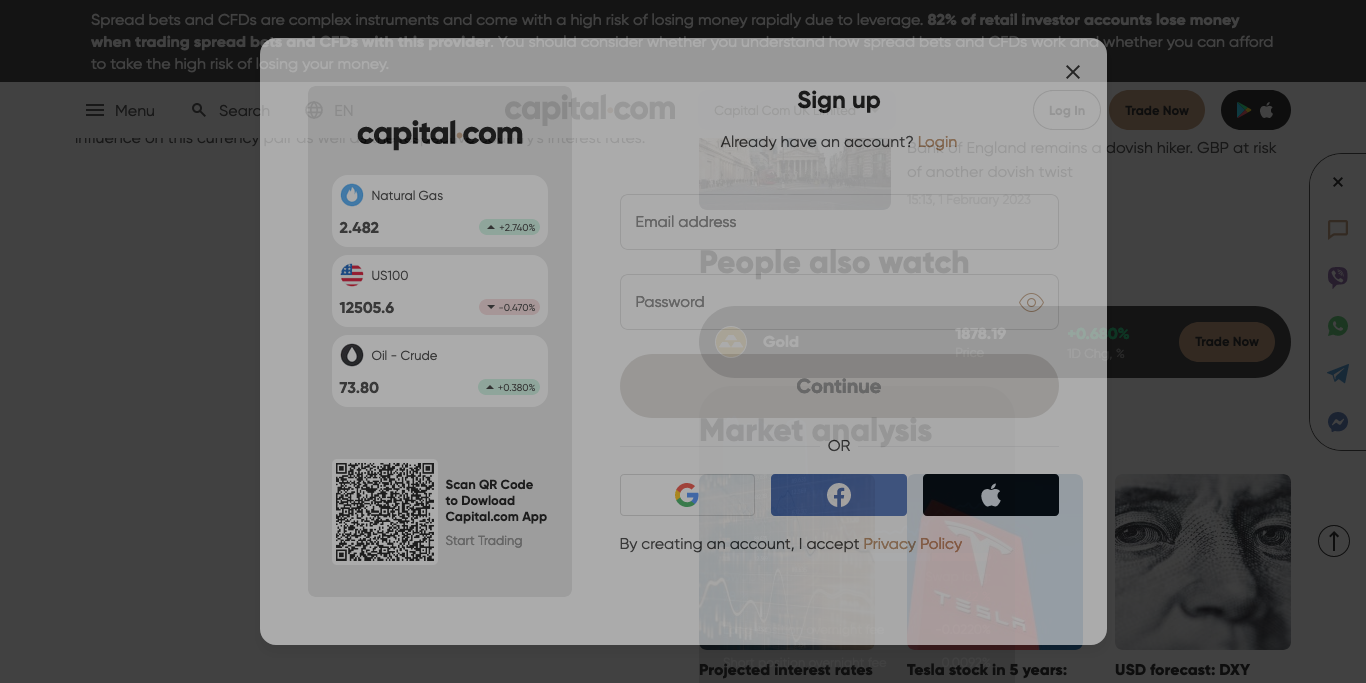 Spread bets and CFDs are complex instruments and come with a high risk of losing money rapidly due to leverage. 82% of retail investor accounts lose money
when trading spread bets and CFDs with this provider. You should consider whether you understand how spread bets and CFDs work and whether you can afford
to take the high risk of losing your money.
Menu
Search
EN
capital.com
Capital Com UK Limited
Log In
Trade Now
influence on this currency pair as well
's interest rates.
Bank of England remains a dovish hiker. GBP at risk
of another dovish twist
15:13, 1 February 2023
Sign up
Already have an account? Login
capital.com
Natural Gas
2.482
+2.740%
US100
12505.6
-0.470%
Oil - Crude
73.80
+0.380%
Scan QR Code
to Dowload
Capital.com App
Start Trading
Email address
Password
Continue
OR
By creating an account, I accept Privacy Policy
People also watch
Gold
1878.19
Price
+0.680%
1D Chg, %
Trade Now
Market analysis
TESLA
Projected interest rates
Tesla stock in 5 years:
USD forecast: DXY